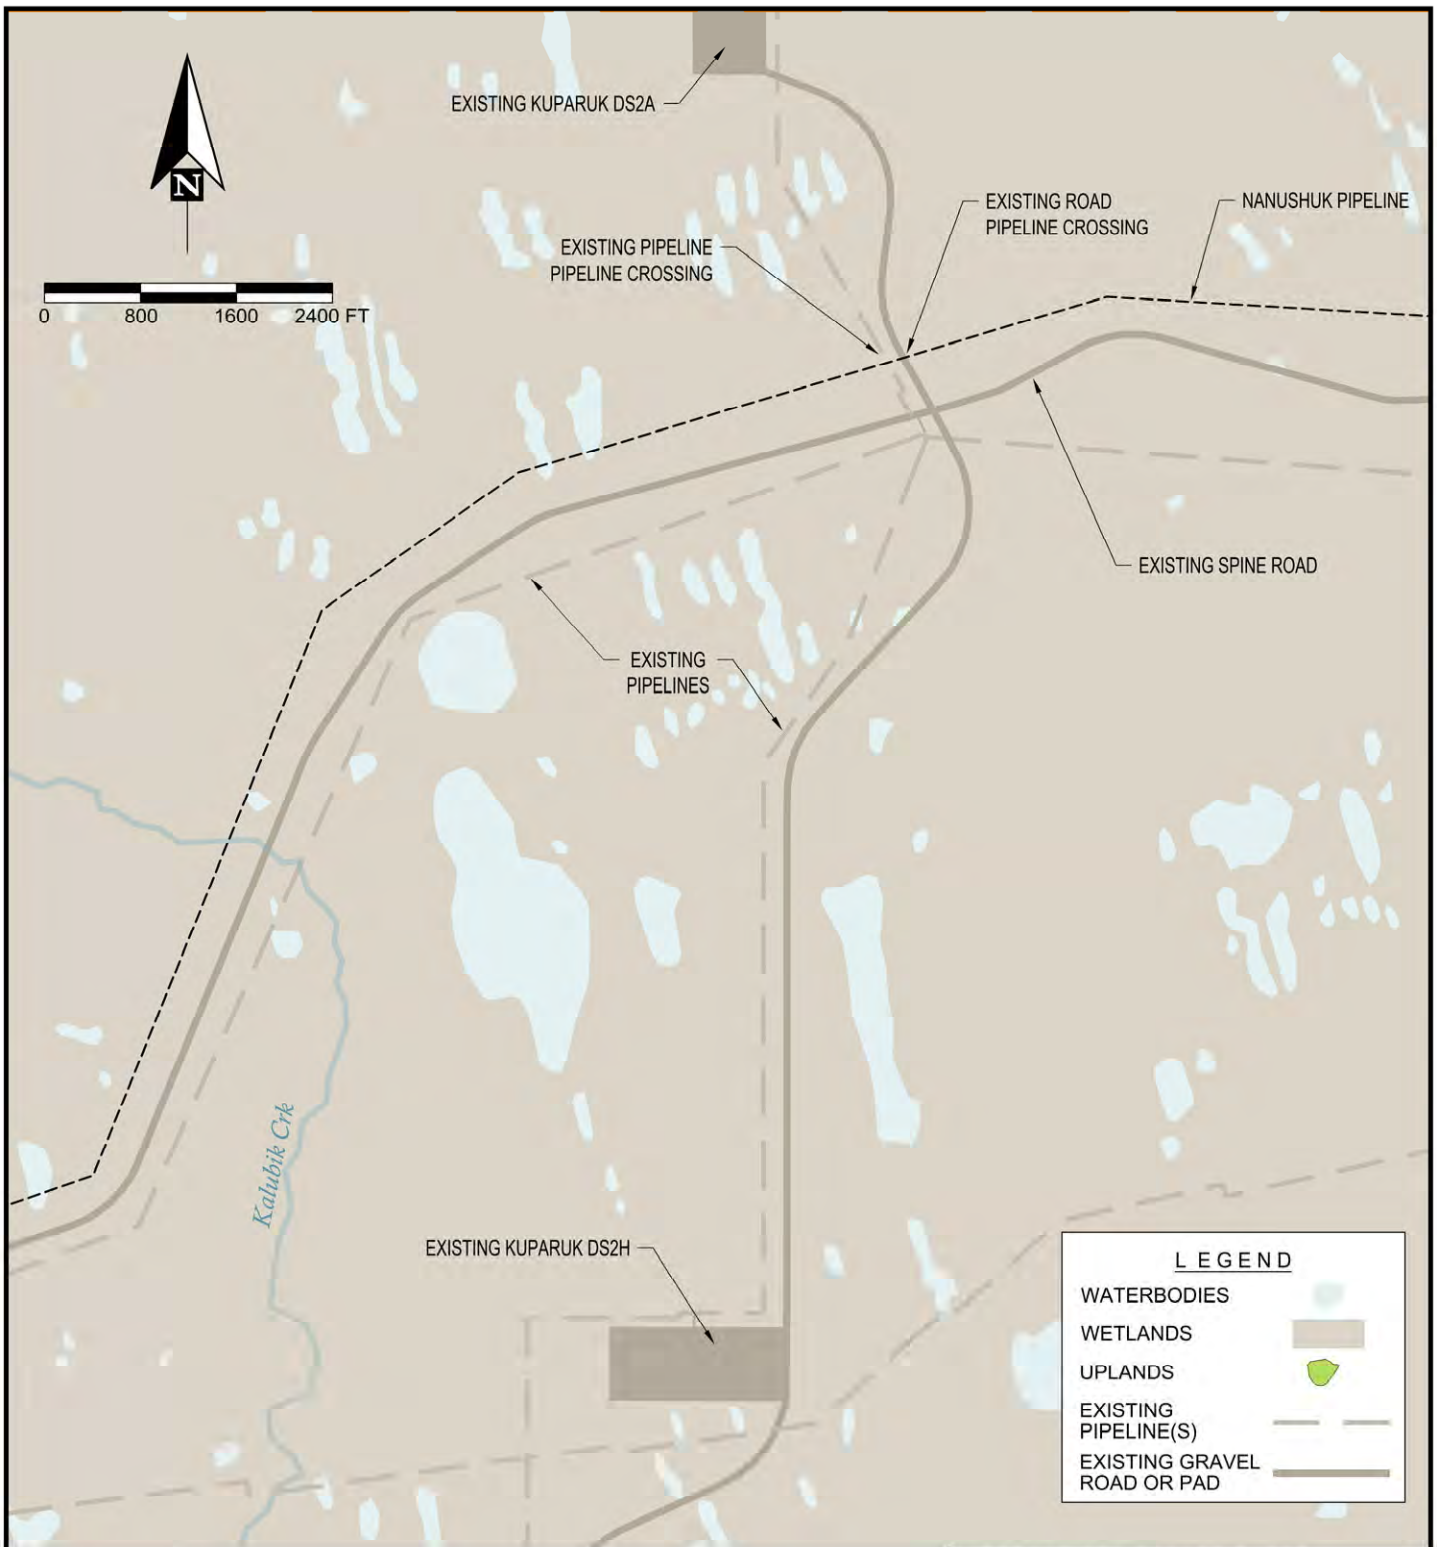 EXISTING KUPARUK DS2A
N
EXISTING ROAD
PIPELINE CROSSING
NANUSHUK PIPELINE
EXISTING PIPELINE
PIPELINE CROSSING
0 800 1600 2400 FT
EXISTING SPINE ROAD
EXISTING
PIPELINES
Kalubik Crk
EXISTING KUPARUK DS2H
LEGEND
WATERBODIES
WETLANDS
UPLANDS
EXISTING
PIPELINE(S)
EXISTING GRAVEL
ROAD OR PAD